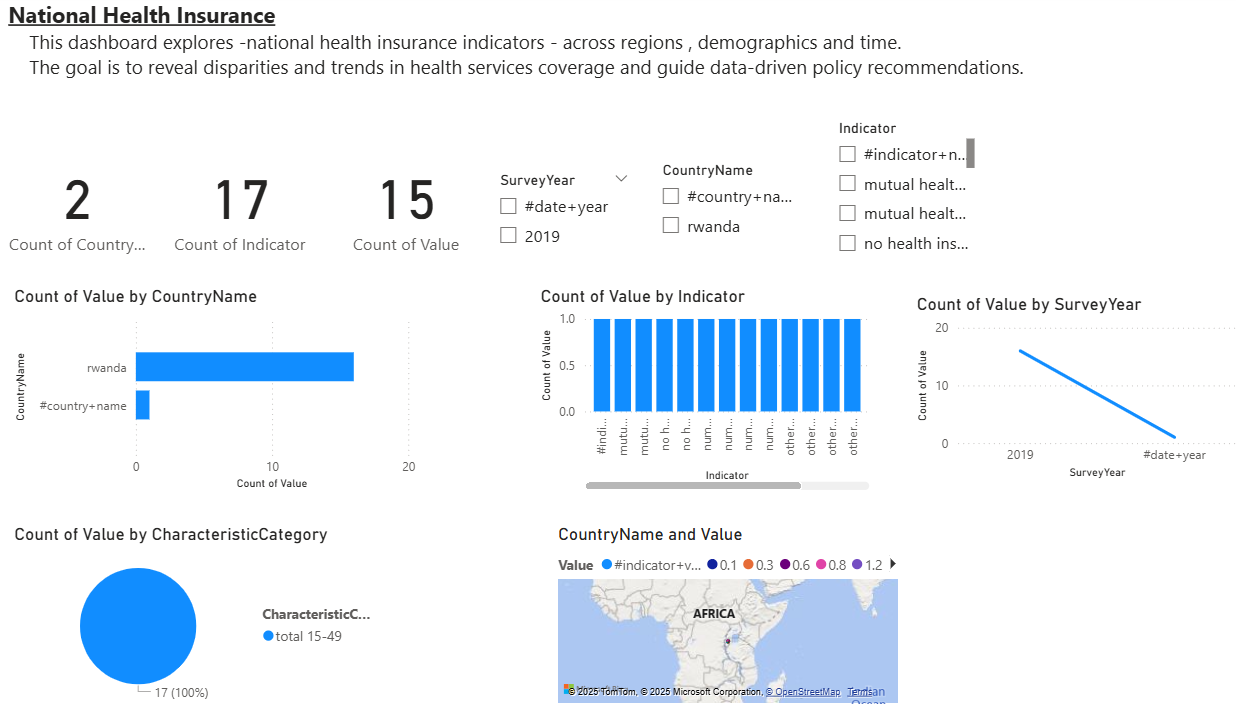 National Health Insurance
This dashboard explores -national health insurance indicators - across regions , demographics and time.
The goal is to reveal disparities and trends in health services coverage and guide data-driven policy recommendations.
2
Count of Country...
17
Count of Indicator
15
Count of Value
SurveyYear
#date+year
2019
CountryName
#country+na...
rwanda
Indicator
#indicator+n...
mutual healt...
mutual healt...
no health ins...
Count of Value by CountryName
CountryName
rwanda
#country+name
0 10 20
Count of Value
Count of Value by Indicator
Count of Value
1.0
0.5
0.0
#indi...
mutu...
mutu...
no h...
no h...
num...
num...
num...
num...
other...
other...
other...
other...
Indicator
Count of Value by SurveyYear
Count of Value
20
10
0
2019 #date+year
SurveyYear
Count of Value by CharacteristicCategory
17 (100%)
CharacteristicC...
total 15-49
CountryName and Value
Value #indicator+v... 0.1 0.3 0.6 0.8 1.2
AFRICA
© 2025 TomTom, © 2025 Microsoft Corporation, © OpenStreetMap Terms
Ocean